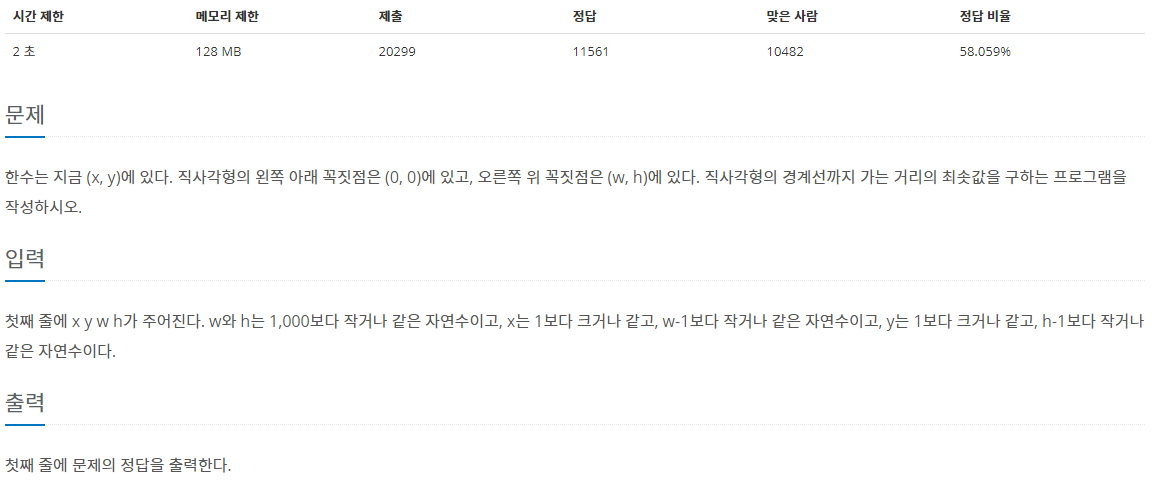 시간 제한 메모리 제한 제출 정답 맞은 사람 정답 비율
2 초 128 MB 20299 11561 10482 58.059%
문제
한수는 지금 (x, y)에 있다. 직사각형의 왼쪽 아래 꼭짓점은 (0, 0)에 있고, 오른쪽 위 꼭짓점은 (w, h)에 있다. 직사각형의 경계선까지 가는 거리의 최솟값을 구하는 프로그램을
작성하시오.
입력
첫째 줄에 x y w h가 주어진다. w와 h는 1,000보다 작거나 같은 자연수이고, x는 1보다 크거나 같고, w-1보다 작거나 같은 자연수이고, y는 1보다 크거나 같고, h-1보다 작거나
같은 자연수이다.
출력
첫째 줄에 문제의 정답을 출력한다.